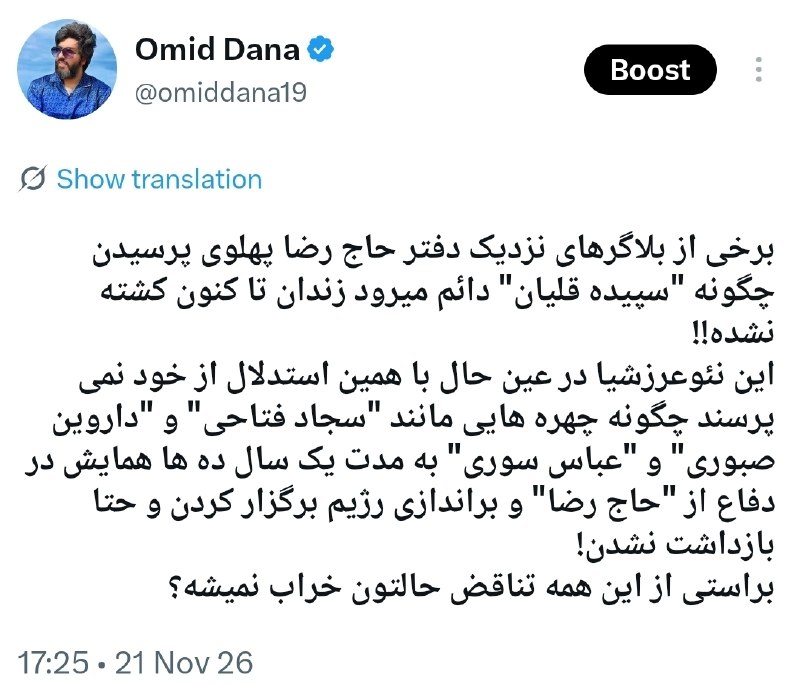 Omid Dana
@omiddana19
Boost
Show translation
برخی از بلاگرهای نزدیک دفتر حاج رضا پهلوی پرسیدن
چگونه "سپیده قلیان" دائم میرود زندان تا کنون کشته
نشده!!
این نئوعرزشیا در عین حال با همین استدلال از خود نمی
پرسند چگونه چهره هایی مانند "سجاد فتاحی" و "داروین
صبوری" و "عباس سوری" به مدت یک سال ده ها همایش در
دفاع از "حاج رضا" و براندازی رژیم برگزار کردن و حتا
بازداشت نشدن!
براستی از این همه تناقض حالتون خراب نمیشه؟
17:25 • 21 Nov 26